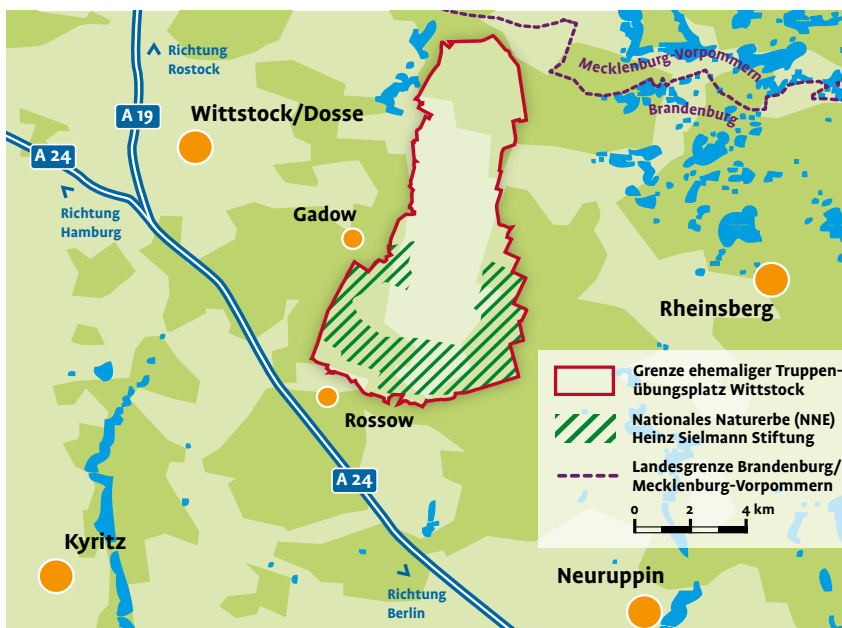 Richtung
Rostock
Mecklenburg-Vorpommern
Brandenburg
A 19
Wittstock/Dosse
A 24
Richtung
Hamburg
Gadow
Rheinsberg
Grenze ehemaliger Truppen-
übungsplatz Wittstock
Nationales Naturerbe (NNE)
Heinz Sielmann Stiftung
Landesgrenze Brandenburg/
Mecklenburg-Vorpommern
0 2 4 km
Rossow
A 24
Kyritz
Richtung
Berlin
Neuruppin